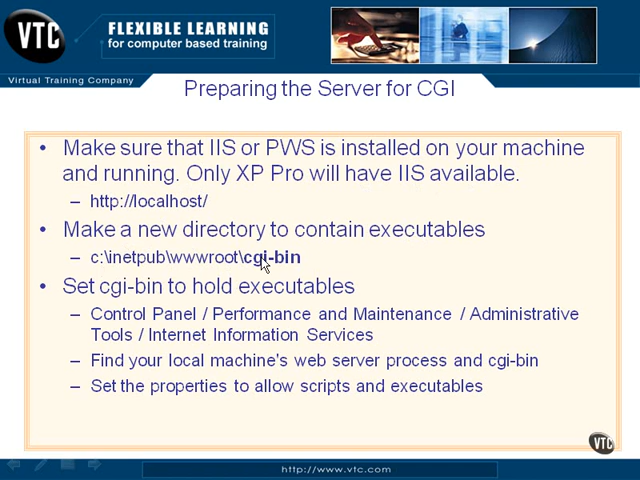 VTC
FLEXIBLE LEARNING
for computer based training
Virtual Training Company
Preparing the Server for CGI
• Make sure that IIS or PWS is installed on your machine
and running. Only XP Pro will have IIS available.
– http://localhost/
• Make a new directory to contain executables
– c:\inetpub\wwwroot\cgi-bin
• Set cgi-bin to hold executables
– Control Panel / Performance and Maintenance / Administrative
Tools / Internet Information Services
– Find your local machine's web server process and cgi-bin
– Set the properties to allow scripts and executables
VTC
http://www.vtc.com